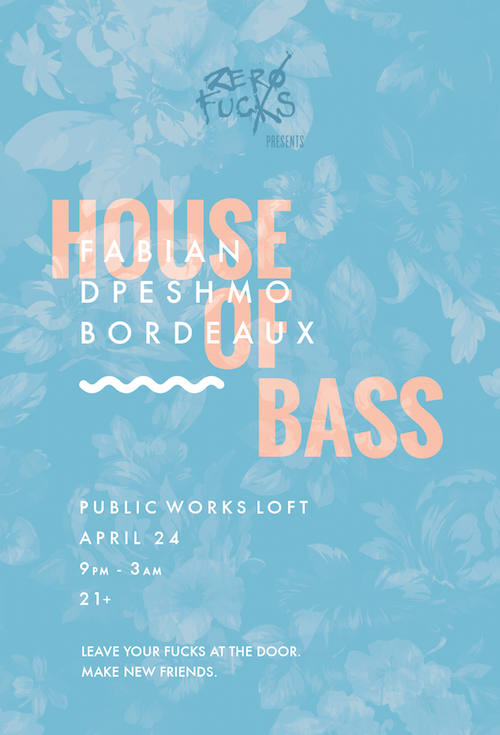 ZERO
FUCKS
PRESENTS
HOUSE
OF
BASS
FABIAN
DPESHMO
BORDEAUX
PUBLIC WORKS LOFT
APRIL 24
9PM - 3AM
21+
LEAVE YOUR FUCKS AT THE DOOR.
MAKE NEW FRIENDS.